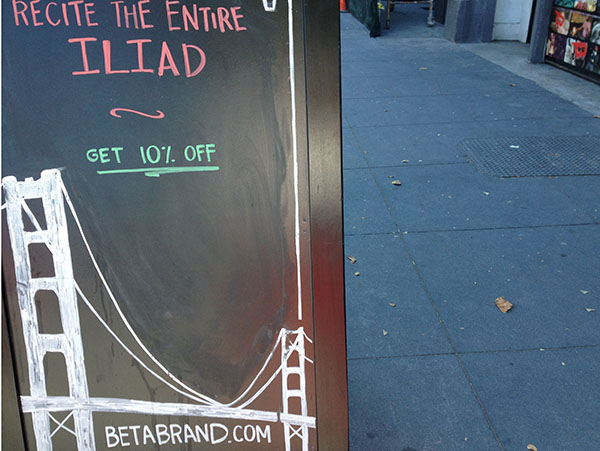 RECITE THE ENTIRE
ILIAD
GET 10% OFF
BETABRAND.COM